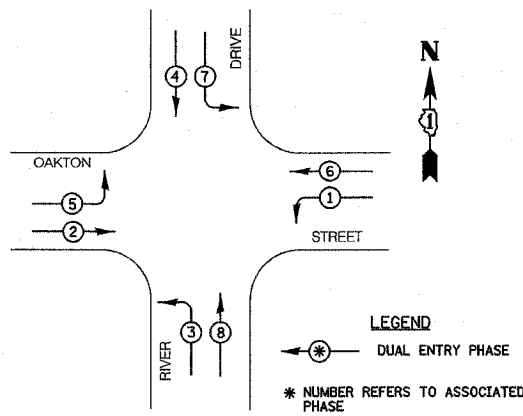 N
1
4
7
DRIVE
OAKTON
6
5
1
2
STREET
3
8
RIVER
LEGEND
* DUAL ENTRY PHASE
* NUMBER REFERS TO ASSOCIATED
PHASE